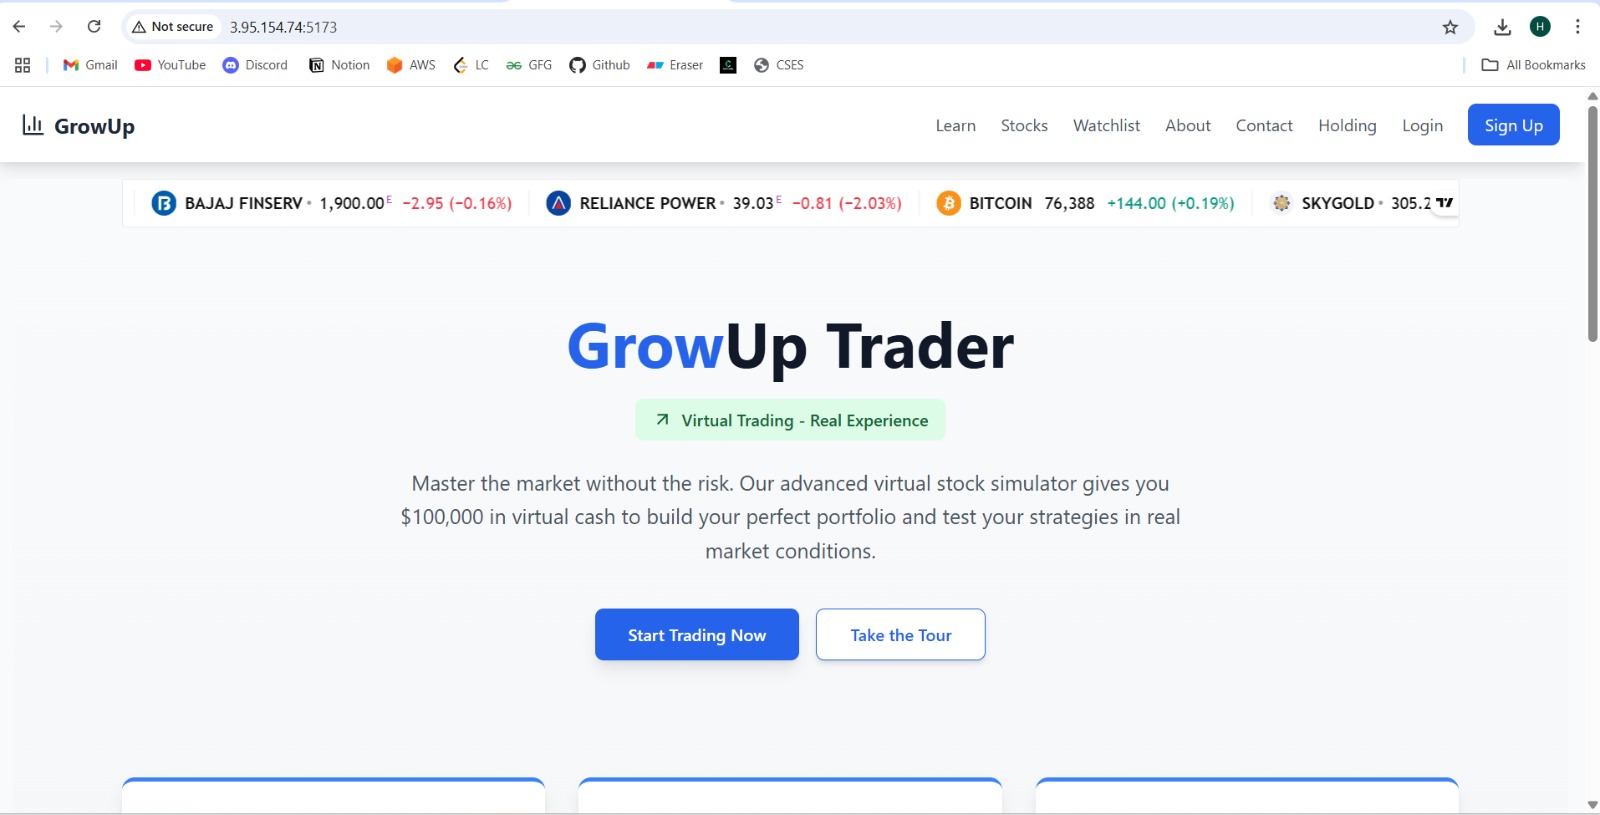 Not secure 3.95.154.74:5173 H
Gmail YouTube Discord Notion AWS LC GFG Github Eraser CSES All Bookmarks
GrowUp Learn Stocks Watchlist About Contact Holding Login Sign Up
BAJAJ FINSERV • 1,900.00 E −2.95 (−0.16%) RELIANCE POWER • 39.03 E −0.81 (−2.03%) BITCOIN 76,388 +144.00 (+0.19%) SKYGOLD • 305.2
GrowUp Trader
Virtual Trading - Real Experience
Master the market without the risk. Our advanced virtual stock simulator gives you
$100,000 in virtual cash to build your perfect portfolio and test your strategies in real
market conditions.
Start Trading Now Take the Tour